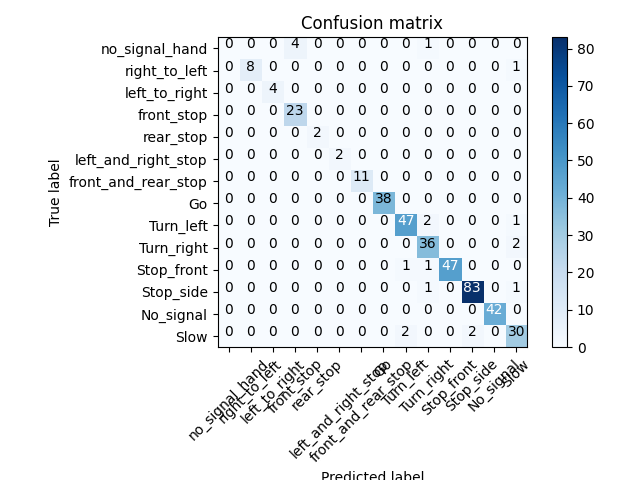 Confusion matrix
True label
no_signal_hand 0 0 0 4 0 0 0 0 0 1 0 0 0 0
right_to_left 0 8 0 0 0 0 0 0 0 0 0 0 0 1
left_to_right 0 0 4 0 0 0 0 0 0 0 0 0 0 0
front_stop 0 0 0 23 0 0 0 0 0 0 0 0 0 0
rear_stop 0 0 0 0 2 0 0 0 0 0 0 0 0 0
left_and_right_stop 0 0 0 0 0 2 0 0 0 0 0 0 0 0
front_and_rear_stop 0 0 0 0 0 0 11 0 0 0 0 0 0 0
Go 0 0 0 0 0 0 0 38 0 0 0 0 0 0
Turn_left 0 0 0 0 0 0 0 0 47 2 0 0 0 1
Turn_right 0 0 0 0 0 0 0 0 0 36 0 0 0 2
Stop_front 0 0 0 0 0 0 0 0 1 1 47 0 0 0
Stop_side 0 0 0 0 0 0 0 0 0 1 0 83 0 1
No_signal 0 0 0 0 0 0 0 0 0 0 0 0 42 0
Slow 0 0 0 0 0 0 0 0 2 0 0 2 0 30
no_signal_hand
right_to_left
left_to_right
front_stop
rear_stop
left_and_right_stop
front_and_rear_stop
Go
Turn_left
Turn_right
Stop_front
Stop_side
No_signal
Slow
Predicted label
80
70
60
50
40
30
20
10
0